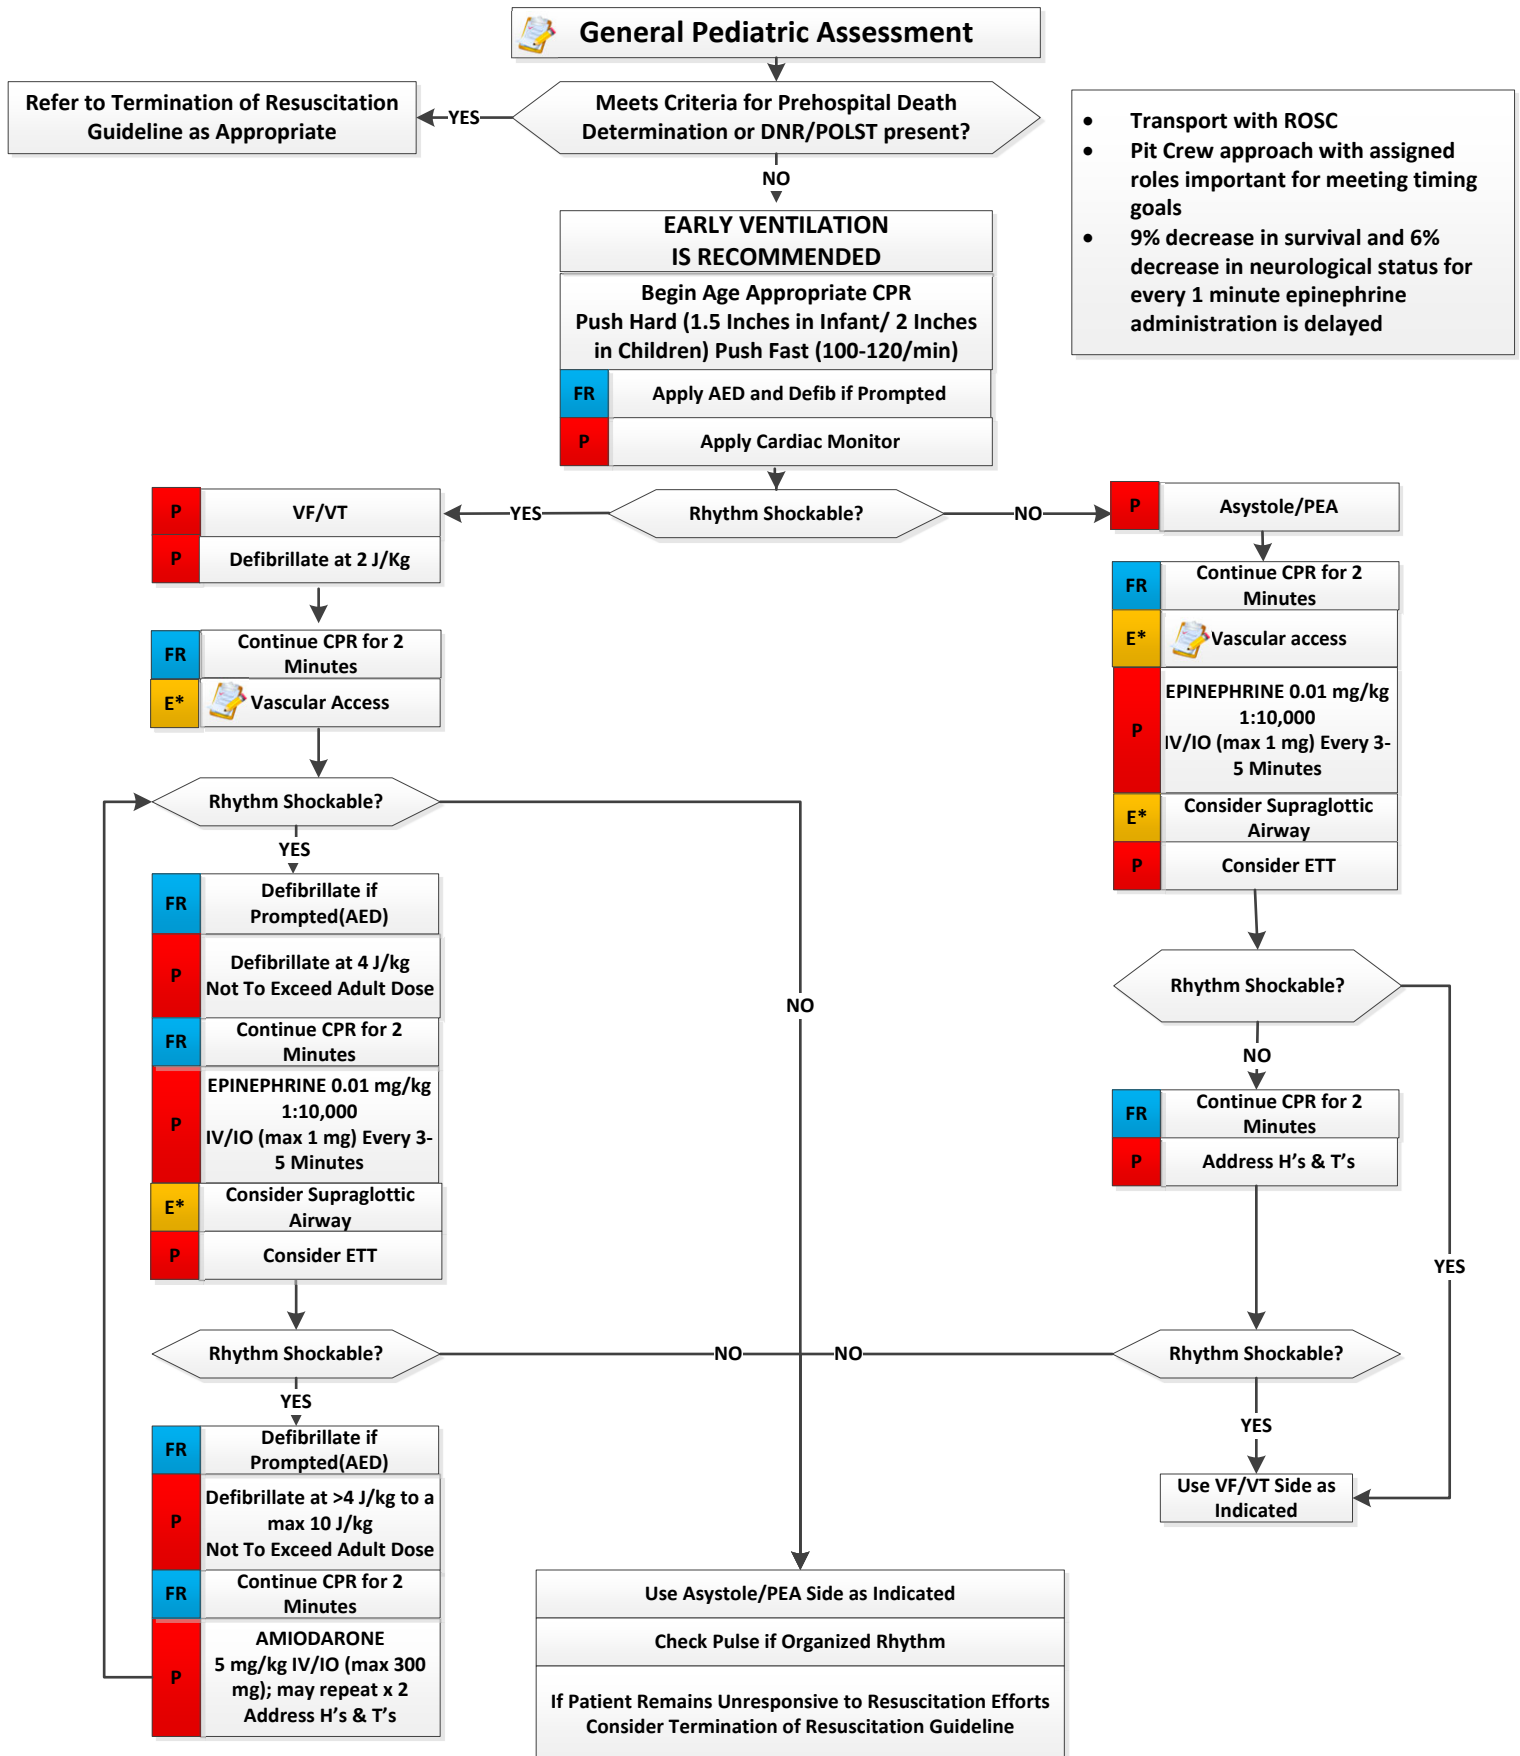 General Pediatric Assessment
Refer to Termination of Resuscitation
Guideline as Appropriate
YES
Meets Criteria for Prehospital Death
Determination or DNR/POLST present?
• Transport with ROSC
• Pit Crew approach with assigned
roles important for meeting timing
goals
• 9% decrease in survival and 6%
decrease in neurological status for
every 1 minute epinephrine
administration is delayed
NO
EARLY VENTILATION
IS RECOMMENDED
Begin Age Appropriate CPR
Push Hard (1.5 Inches in Infant/ 2 Inches
in Children) Push Fast (100-120/min)
FR Apply AED and Defib if Prompted
P Apply Cardiac Monitor
Rhythm Shockable?
YES
P VF/VT
P Defibrillate at 2 J/Kg
FR Continue CPR for 2
Minutes
E* Vascular Access
Rhythm Shockable?
YES
FR Defibrillate if
Prompted(AED)
P Defibrillate at 4 J/kg
Not To Exceed Adult Dose
FR Continue CPR for 2
Minutes
P EPINEPHRINE 0.01 mg/kg
1:10,000
IV/IO (max 1 mg) Every 3-
5 Minutes
E* Consider Supraglottic
Airway
P Consider ETT
Rhythm Shockable?
YES
FR Defibrillate if
Prompted(AED)
P Defibrillate at >4 J/kg to a
max 10 J/kg
Not To Exceed Adult Dose
FR Continue CPR for 2
Minutes
P AMIODARONE
5 mg/kg IV/IO (max 300
mg); may repeat x 2
Address H's & T's
NO
NO
NO
Use Asystole/PEA Side as Indicated
Check Pulse if Organized Rhythm
If Patient Remains Unresponsive to Resuscitation Efforts
Consider Termination of Resuscitation Guideline
NO
P Asystole/PEA
FR Continue CPR for 2
Minutes
E* Vascular access
P EPINEPHRINE 0.01 mg/kg
1:10,000
IV/IO (max 1 mg) Every 3-
5 Minutes
E* Consider Supraglottic
Airway
P Consider ETT
Rhythm Shockable?
NO
FR Continue CPR for 2
Minutes
P Address H’s & T’s
YES
Rhythm Shockable?
YES
Use VF/VT Side as
Indicated